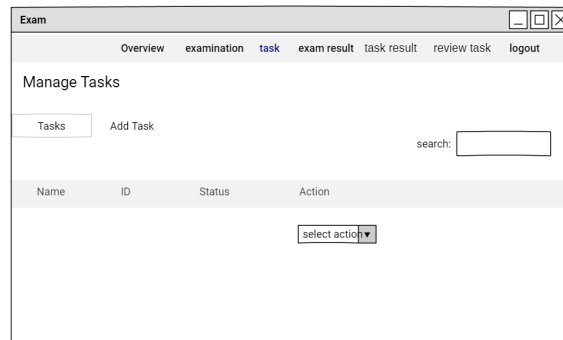 Exam
Overview examination task exam result task result review task logout
Manage Tasks
Tasks Add Task
search:
Name ID Status Action
select action